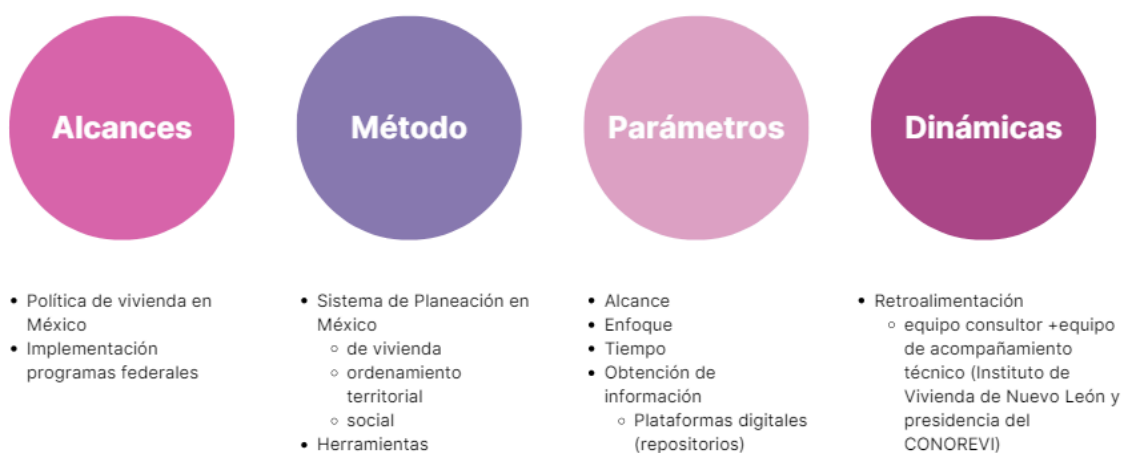 Alcances
Método
Parámetros
Dinámicas
• Política de vivienda en
México
• Implementación
programas federales
• Sistema de Planeación en
México
◦ de vivienda
◦ ordenamiento
territorial
◦ social
• Herramientas
• Alcance
• Enfoque
• Tiempo
• Obtención de
información
◦ Plataformas digitales
(repositorios)
• Retroalimentación
◦ equipo consultor +equipo
de acompañamiento
técnico (Instituto de
Vivienda de Nuevo León y
presidencia del
CONOREVI)